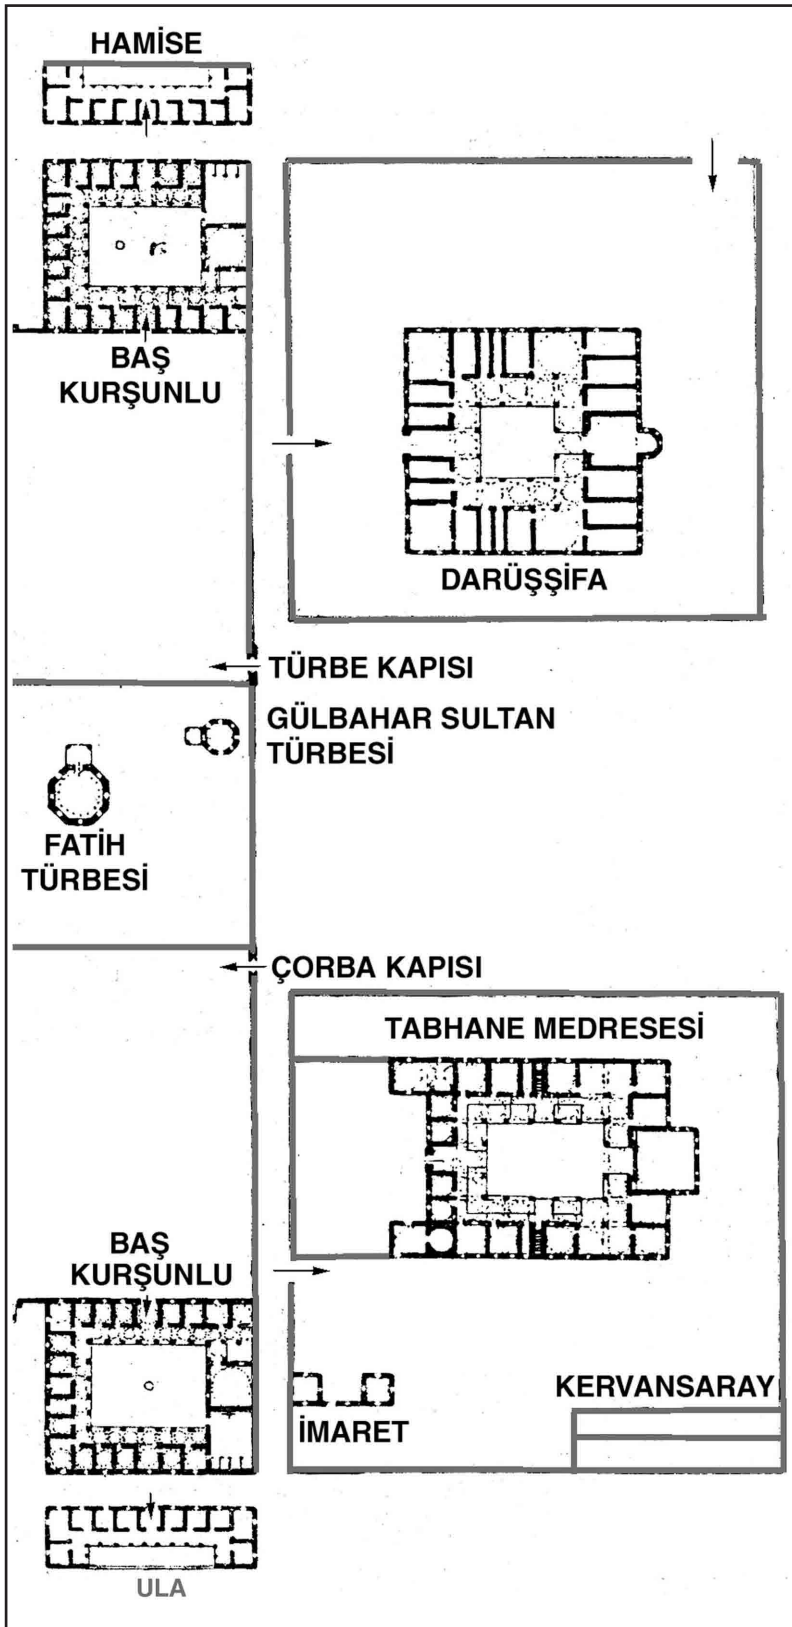 HAMİSE
BAŞ
KURŞUNLU
DARÜŞŞİFA
TÜRBE KAPISI
GÜLBAHAR SULTAN
TÜRBESİ
FATİH
TÜRBESİ
ÇORBA KAPISI
TABHANE MEDRESESİ
BAŞ
KURŞUNLU
KERVANSARAY
İMARET
ULA